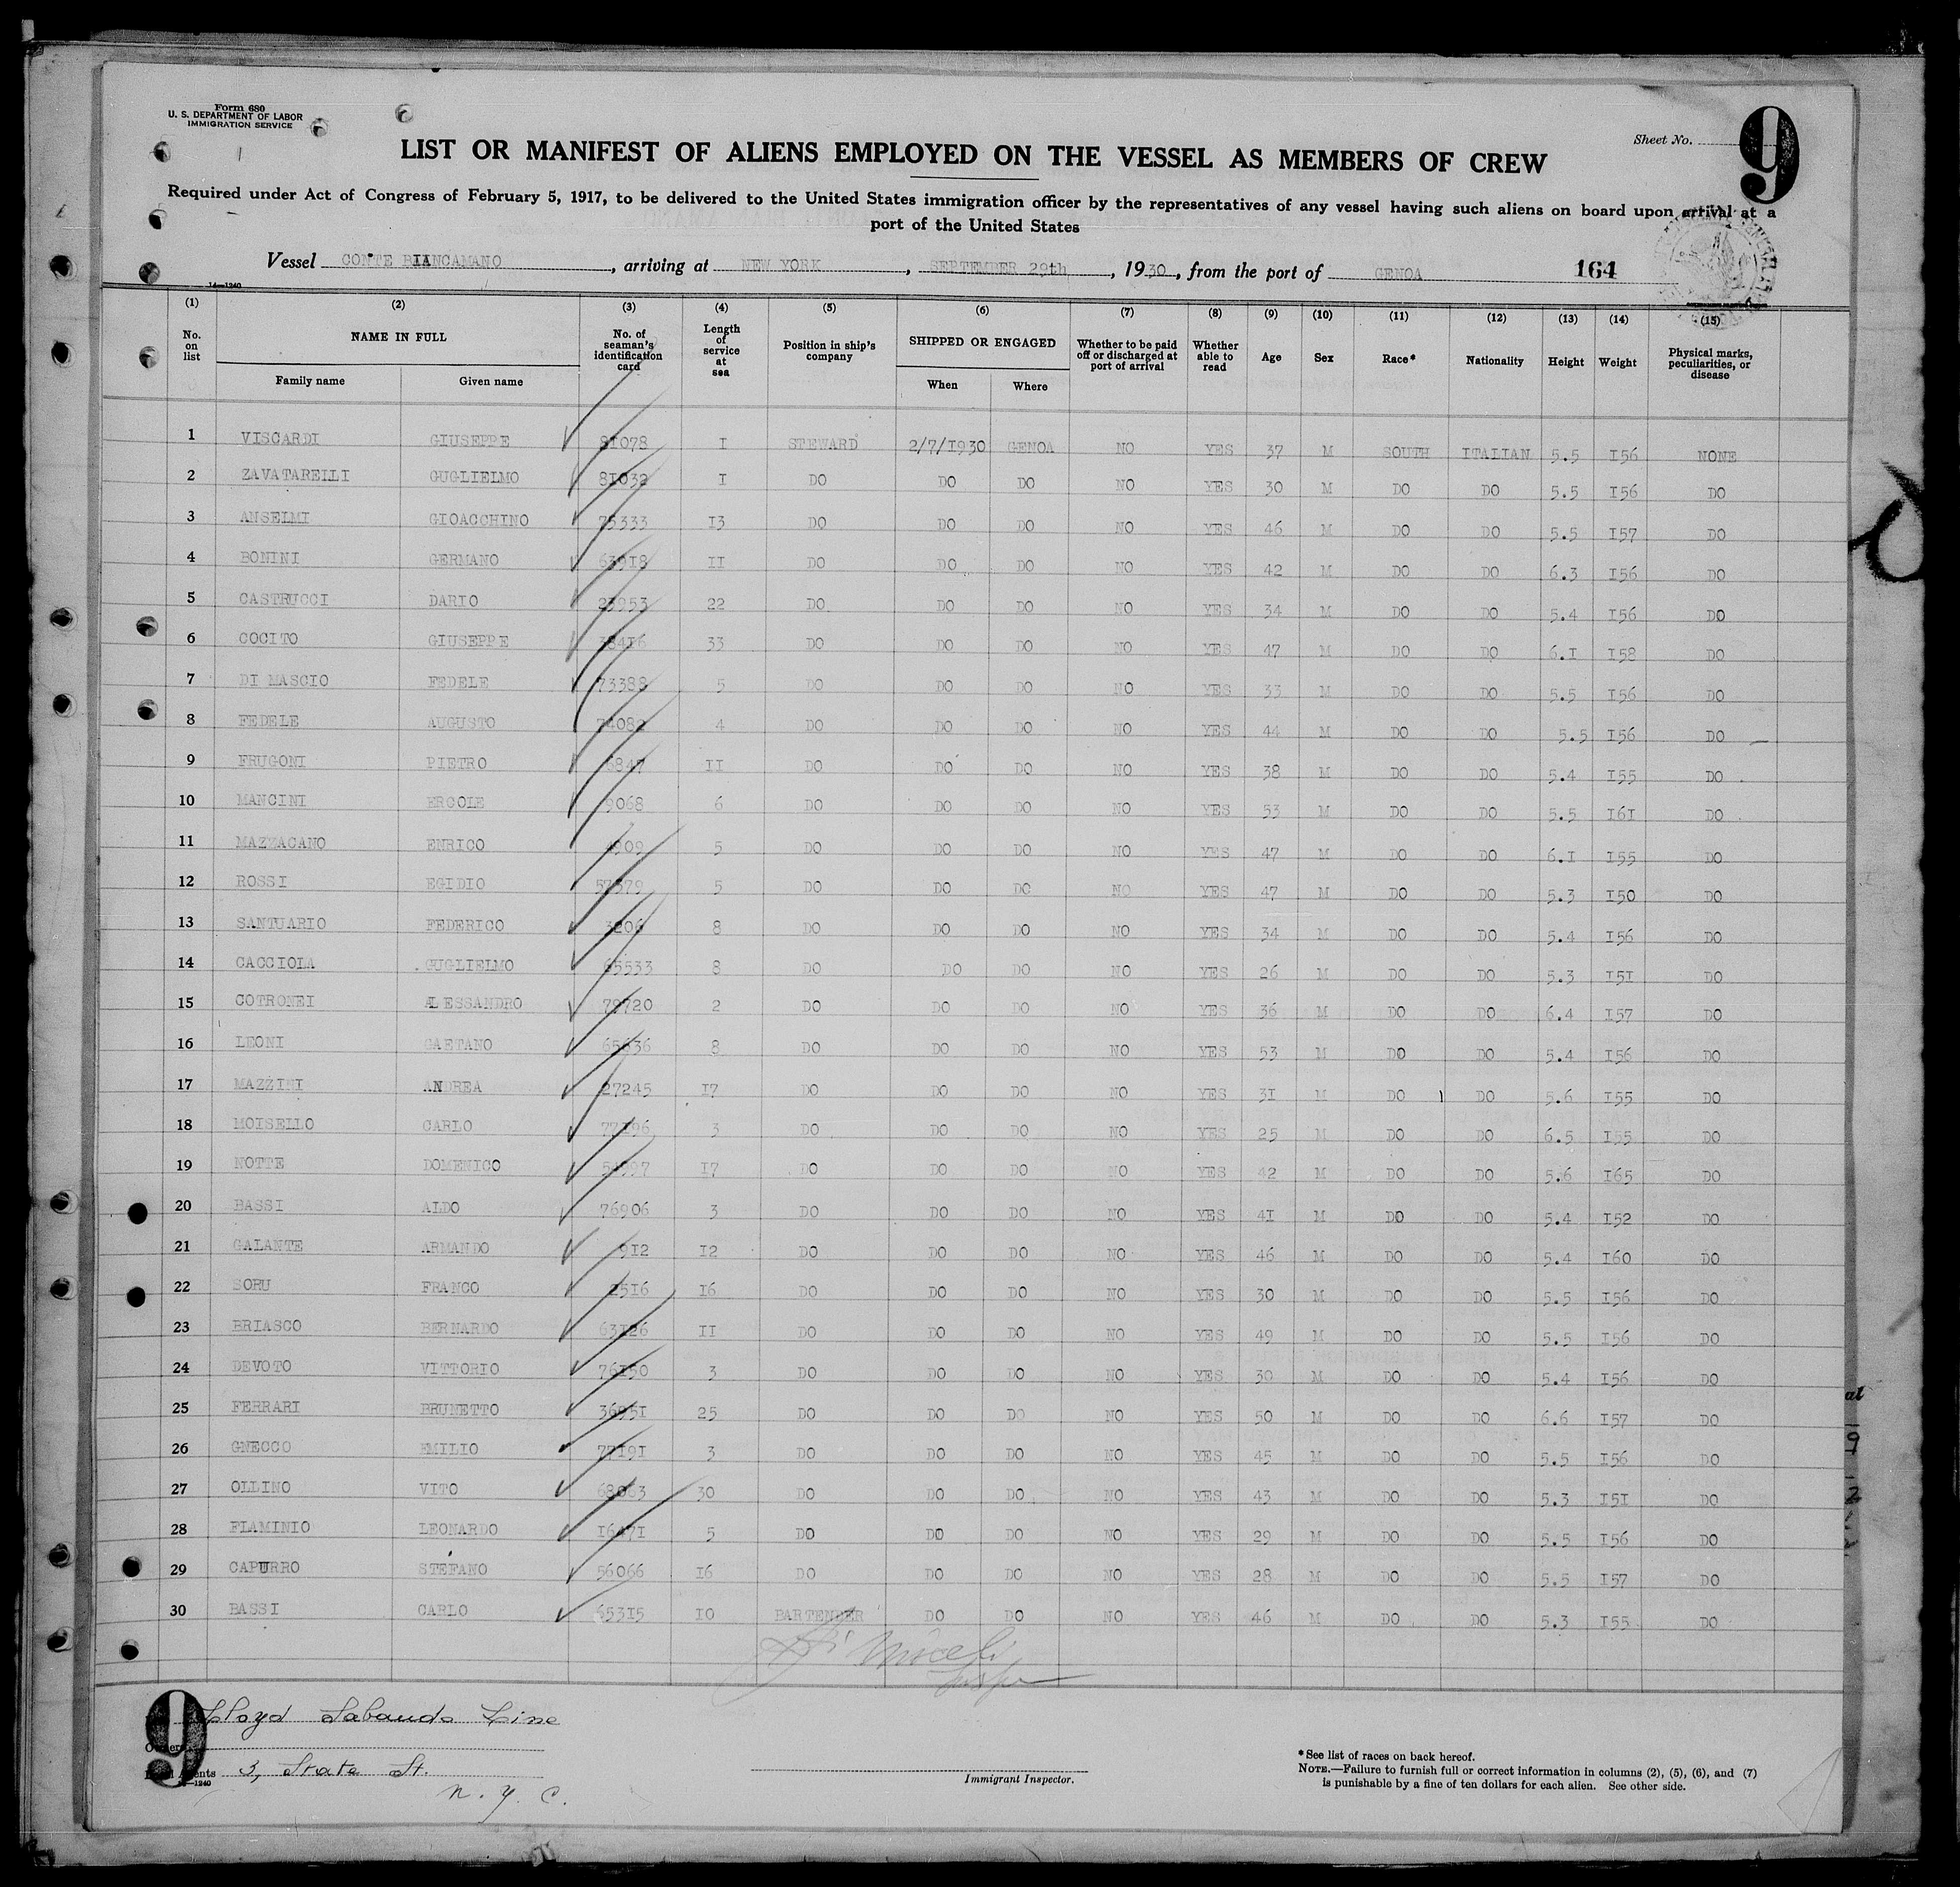 Form 680
U. S. DEPARTMENT OF LABOR
IMMIGRATION SERVICE
Sheet No. 9
LIST OR MANIFEST OF ALIENS EMPLOYED ON THE VESSEL AS MEMBERS OF CREW
Required under Act of Congress of February 5, 1917, to be delivered to the United States immigration officer by the representatives of any vessel having such aliens on board upon arrival at a
port of the United States
Vessel CONTE BIANCAMANO, arriving at NEW YORK, SEPTEMBER 29th, 1930, from the port of GENOA 164
14—1240
(1) (2) (3) (4) (5) (6) (7) (8) (9) (10) (11) (12) (13) (14) (15)
No. on list NAME IN FULL Family name Given name No. of seaman's identification card Length of service at sea Position in ship's company SHIPPED OR ENGAGED When Where Whether to be paid off or discharged at port of arrival Whether able to read Age Sex Race* Nationality Height Weight Physical marks, peculiarities, or disease
1 VISCARDI GIUSEPPE 81078 I STEWARD 2/7/1930 GENOA NO YES 37 M SOUTH ITALIAN 5.5 156 NONE
2 ZAVATARELLI GUGLIELMO 81032 I DO DO DO NO YES 30 M DO DO 5.5 156 DO
3 ANSELMI GIOACCHINO 75333 13 DO DO DO NO YES 46 M DO DO 5.5 157 DO
4 BONINI GERMANO 63918 11 DO DO DO NO YES 42 M DO DO 6.3 156 DO
5 CASTRUCCI DARIO 23953 22 DO DO DO NO YES 34 M DO DO 5.4 156 DO
6 COCITO GIUSEPPE 33 DO DO DO NO YES 47 M DO DO 6.1 158 DO
7 DI MASCIO FEDELE 73388 5 DO DO DO NO YES 33 M DO DO 5.5 156 DO
8 FEDELE AUGUSTO 74082 4 DO DO DO NO YES 44 M DO DO 5.5 156 DO
9 FRUGONI PIETRO 11 DO DO DO NO YES 38 M DO DO 5.4 155 DO
10 MANCINI ERCOLE 9068 6 DO DO DO NO YES 53 M DO DO 5.5 161 DO
11 MAZZACANO ENRICO 5 DO DO DO NO YES 47 M DO DO 6.1 155 DO
12 ROSSI EGIDIO 5 DO DO DO NO YES 47 M DO DO 5.3 150 DO
13 SANTUARIO FEDERICO 8 DO DO DO NO YES 34 M DO DO 5.4 156 DO
14 CACCIOLA GUGLIELMO 65533 8 DO DO DO NO YES 26 M DO DO 5.3 151 DO
15 COTRONEI ALESSANDRO 79720 2 DO DO DO NO YES 36 M DO DO 6.4 157 DO
16 LEONI GAETANO 8 DO DO DO NO YES 53 M DO DO 5.4 156 DO
17 MAZZINI ANDREA 27245 17 DO DO DO NO YES 31 M DO DO 5.6 155 DO
18 MOISELLO CARLO 77196 3 DO DO DO NO YES 25 M DO DO 6.5 155 DO
19 NOTTE DOMENICO 17 DO DO DO NO YES 42 M DO DO 5.6 165 DO
20 BASSI ALDO 76906 3 DO DO DO NO YES 41 M DO DO 5.4 152 DO
21 GALANTE ARMANDO 912 12 DO DO DO NO YES 46 M DO DO 5.4 160 DO
22 SORU FRANCO 2516 16 DO DO DO NO YES 30 M DO DO 5.5 156 DO
23 BRIASCO BERNARDO 63126 11 DO DO DO NO YES 49 M DO DO 5.5 156 DO
24 DEVOTO VITTORIO 76150 3 DO DO DO NO YES 30 M DO DO 5.4 156 DO
25 FERRARI BRUNETTO 36951 25 DO DO DO NO YES 50 M DO DO 6.6 157 DO
26 GNECCO EMILIO 77191 3 DO DO DO NO YES 45 M DO DO 5.5 156 DO
27 OLLINO VITO 30 DO DO DO NO YES 43 M DO DO 5.3 151 DO
28 FLAMINIO LEONARDO 16471 5 DO DO DO NO YES 29 M DO DO 5.5 156 DO
29 CAPURRO STEFANO 56066 16 DO DO DO NO YES 28 M DO DO 5.5 157 DO
30 BASSI CARLO 65315 10 BARTENDER DO DO NO YES 46 M DO DO 5.3 155 DO
9
Lloyd Sabaudo Line
3, State St.
N. Y. C.
Immigrant Inspector.
*See list of races on back hereof.
NOTE.—Failure to furnish full or correct information in columns (2), (5), (6), and (7)
is punishable by a fine of ten dollars for each alien. See other side.